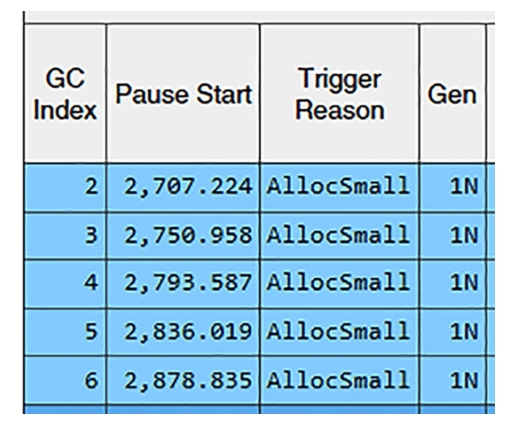 GC Index Pause Start Trigger Reason Gen
2 2,707.224 AllocSmall 1N
3 2,750.958 AllocSmall 1N
4 2,793.587 AllocSmall 1N
5 2,836.019 AllocSmall 1N
6 2,878.835 AllocSmall 1N